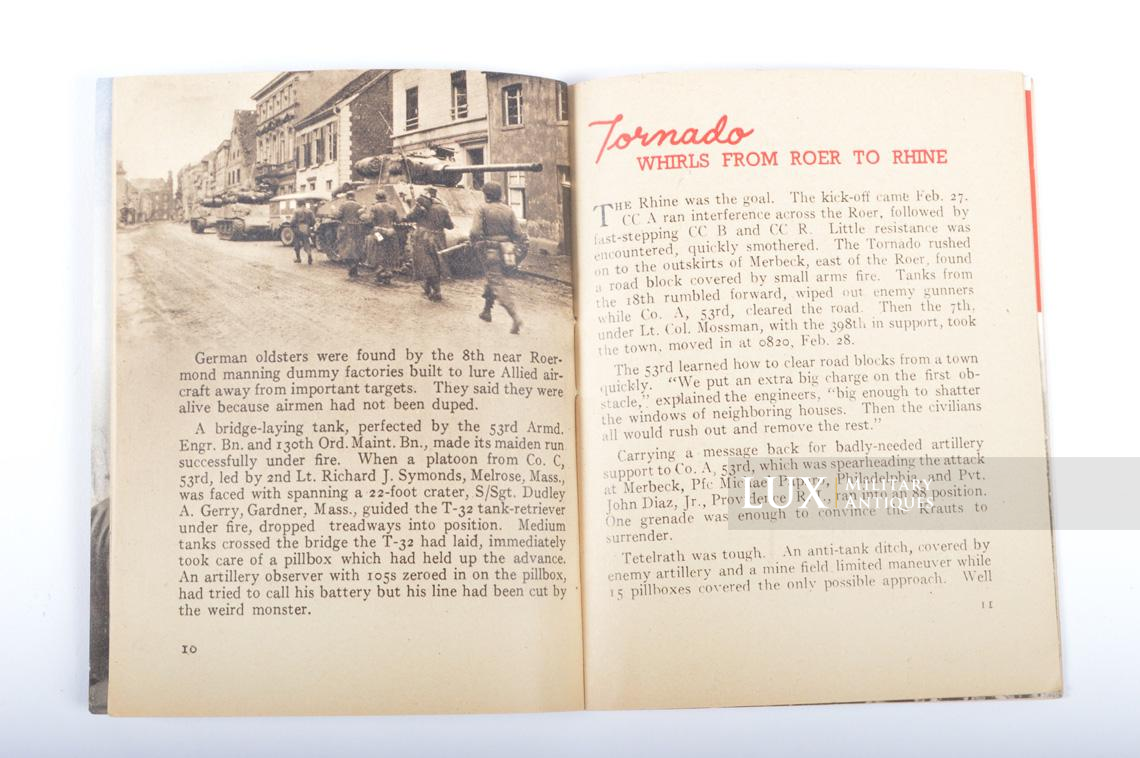 German oldsters were found by the 8th near Roer-
mond manning dummy factories built to lure Allied air-
craft away from important targets. They said they were
alive because airmen had not been duped.
A bridge-laying tank, perfected by the 53rd Armd.
Engr. Bn. and 130th Ord. Maint. Bn., made its maiden run
successfully under fire. When a platoon from Co. C,
53rd, led by 2nd Lt. Richard J. Symonds, Melrose, Mass.,
was faced with spanning a 22-foot crater, S/Sgt. Dudley
A. Gerry, Gardner, Mass., guided the T-32 tank-retriever
under fire, dropped treadways into position. Medium
tanks crossed the bridge the T-32 had laid, immediately
took care of a pillbox which had held up the advance.
An artillery observer with 105s zeroed in on the pillbox,
had tried to call his battery but his line had been cut by
the weird monster.
10
Tornado
WHIRLS FROM ROER TO RHINE
THE Rhine was the goal. The kick-off came Feb. 27.
CC A ran interference across the Roer, followed by
fast-stepping CC B and CC R. Little resistance was
encountered, quickly smothered. The Tornado rushed
on to the outskirts of Merbeck, east of the Roer, found
a road block covered by small arms fire. Tanks from
the 18th rumbled forward, wiped out enemy gunners
while Co. A, 53rd, cleared the road. Then the 7th,
under Lt. Col. Mossman, with the 398th in support, took
the town, moved in at 0820, Feb. 28.
The 53rd learned how to clear road blocks from a town
quickly. “We put an extra big charge on the first ob-
stacle,” explained the engineers, “big enough to shatter
the windows of neighboring houses. Then the civilians
all would rush out and remove the rest.”
Carrying a message back for badly-needed artillery
support to Co. A, 53rd, which was spearheading the attack
at Merbeck, Pfc Philadelphia, and Pvt.
John Diaz, Jr., Providence, R.I., ran into an 88 position.
One grenade was enough to convince the Krauts to
surrender.
Tetelrath was tough. An anti-tank ditch, covered by
enemy artillery and a mine field limited maneuver while
15 pillboxes covered the only possible approach. Well
11
LUX MILITARY
ANTIQUES